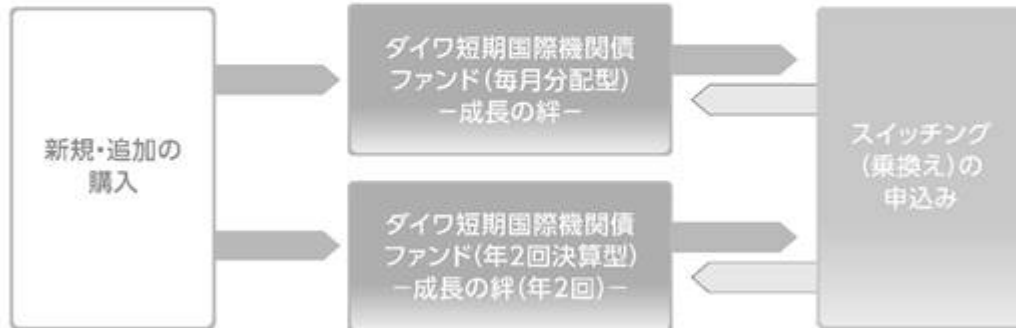 新規・追加の
購入
ダイワ短期国際機関債
ファンド(毎月分配型)
−成長の絆−
ダイワ短期国際機関債
ファンド(年2回決算型)
−成長の絆(年2回)−
スイッチング
(乗換え)の
申込み